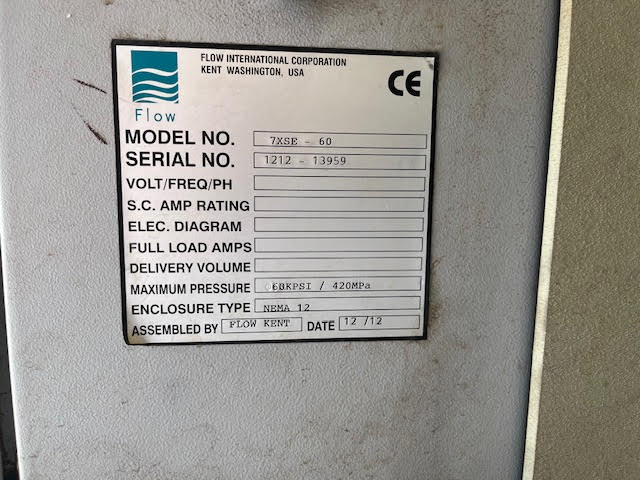 FLOW INTERNATIONAL CORPORATION
KENT WASHINGTON, USA
CE
Flow
MODEL NO. 7XSE - 60
SERIAL NO. 1212 - 13959
VOLT/FREQ/PH
S.C. AMP RATING
ELEC. DIAGRAM
FULL LOAD AMPS
DELIVERY VOLUME
MAXIMUM PRESSURE 60KPSI / 420MPa
ENCLOSURE TYPE NEMA 12
ASSEMBLED BY FLOW KENT DATE 12 /12